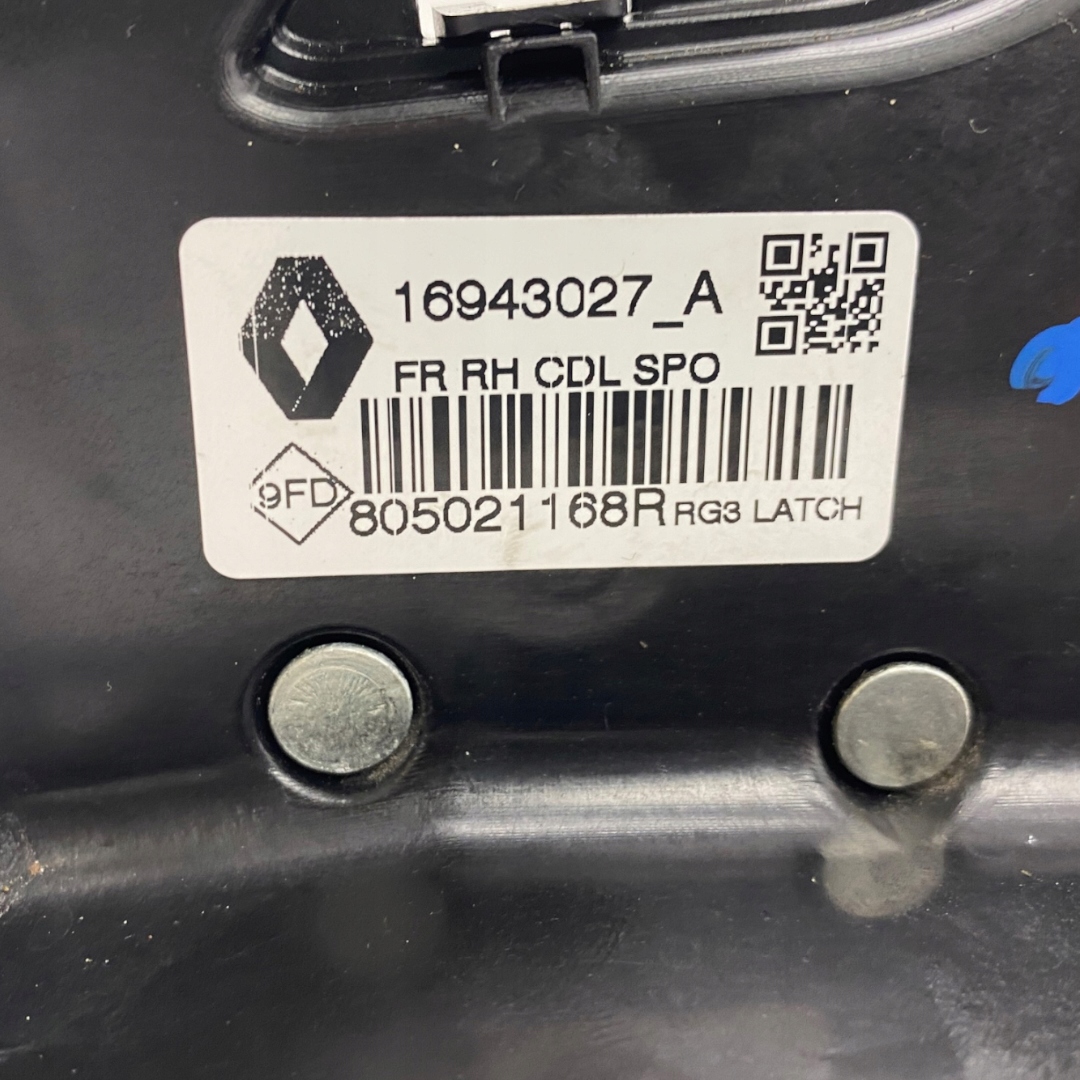 16943027_A
FR RH CDL SPO
9FD
805021168R RG3 LATCH